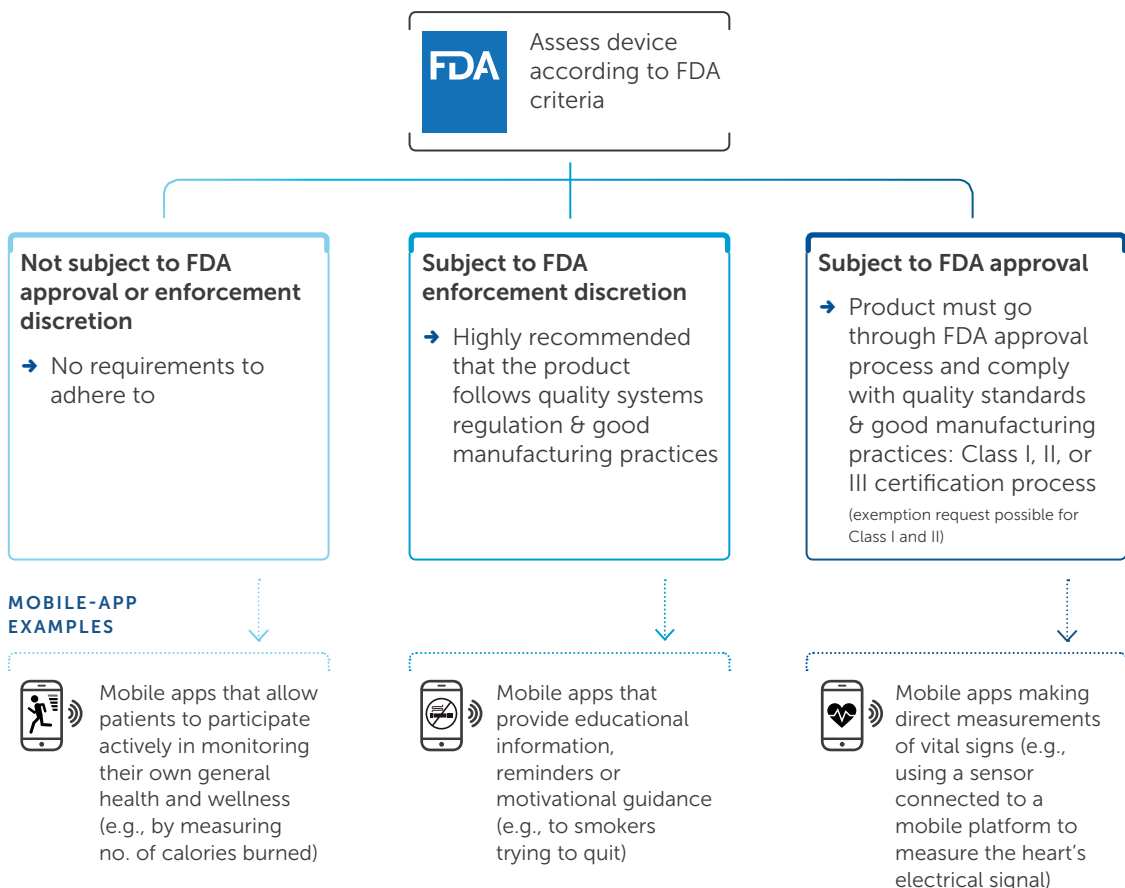 FDA
Assess device
according to FDA
criteria
Not subject to FDA
approval or enforcement
discretion
→ No requirements to
adhere to
Subject to FDA
enforcement discretion
→ Highly recommended
that the product
follows quality systems
regulation & good
manufacturing practices
Subject to FDA approval
→ Product must go
through FDA approval
process and comply
with quality standards
& good manufacturing
practices: Class I, II, or
III certification process
(exemption request possible for
Class I and II)
MOBILE-APP
EXAMPLES
Mobile apps that allow
patients to participate
actively in monitoring
their own general
health and wellness
(e.g., by measuring
no. of calories burned)
Mobile apps that
provide educational
information,
reminders or
motivational guidance
(e.g., to smokers
trying to quit)
Mobile apps making
direct measurements
of vital signs (e.g.,
using a sensor
connected to a
mobile platform to
measure the heart's
electrical signal)